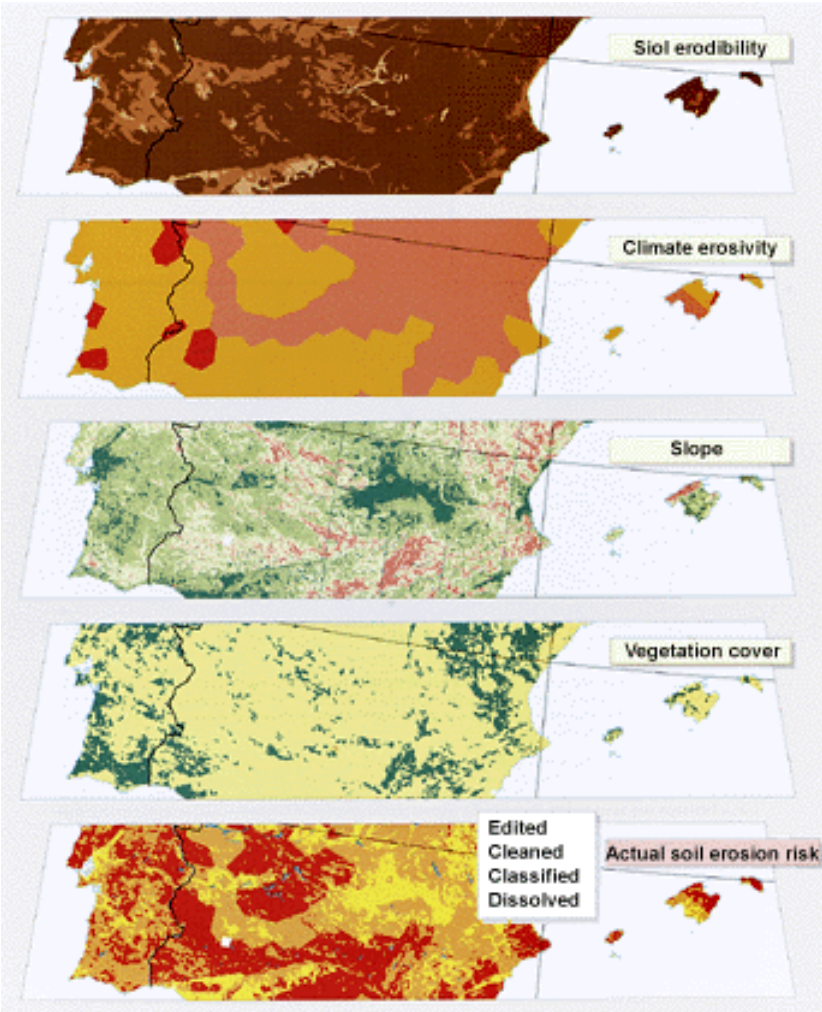 Siol erodibility
Climate erosivity
Slope
Vegetation cover
Edited
Cleaned
Classified
Dissolved
Actual soil erosion risk